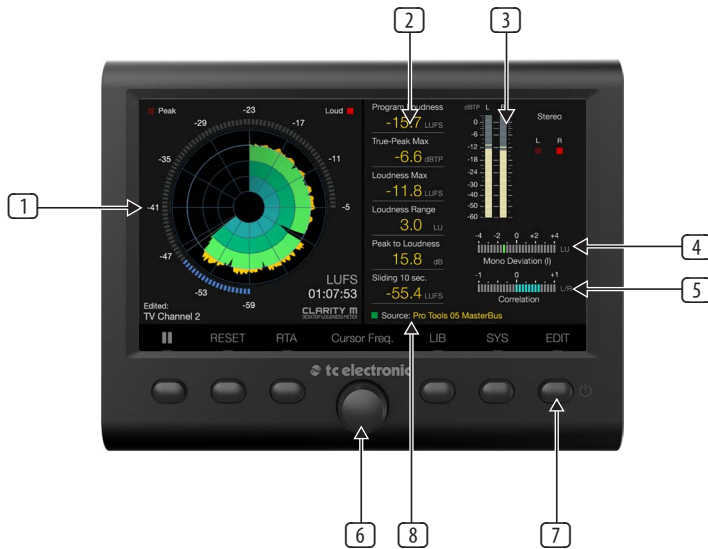 2
3
Peak
Loud
-23
-29
-17
-35
-11
-41
-5
-47
-53
-59
LUFS
01:07:53
Edited:
TV Channel 2
CLARITY M
DESKTOP LOUDNESS METER
Program Loudness
-15.7 LUFS
True-Peak Max
-6.6 dBTP
Loudness Max
-11.8 LUFS
Loudness Range
3.0 LU
Peak to Loudness
15.8 dB
Sliding 10 sec.
-55.4 LUFS
Source: Pro Tools 05 MasterBus
dBTP L R
0
-6
-12
-18
-24
-30
-40
-50
-60
Stereo
L R
-4 -2 0 +2 +4
LU
Mono Deviation (I)
-1 0 +1
I/R
Correlation
RESET RTA Cursor Freq. LIB SYS EDIT
tc electronic
1
4
5
6
8
7